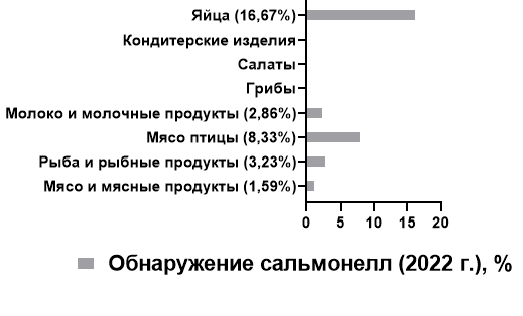 Яйца (16,67%)
Кондитерские изделия
Салаты
Грибы
Молоко и молочные продукты (2,86%)
Мясо птицы (8,33%)
Рыба и рыбные продукты (3,23%)
Мясо и мясные продукты (1,59%)
0 5 10 15 20
Обнаружение сальмонелл (2022 г.), %